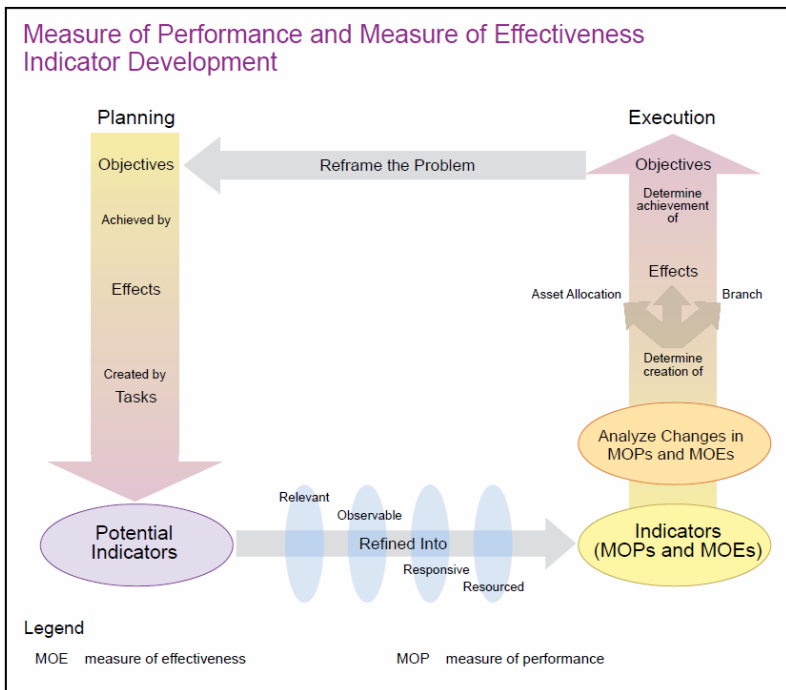 Measure of Performance and Measure of Effectiveness
Indicator Development
Planning
Execution
Objectives
Reframe the Problem
Objectives
Achieved by
Determine
achievement
of
Effects
Effects
Asset Allocation
Branch
Created by
Tasks
Determine
creation of
Analyze Changes in
MOPs and MOEs
Potential
Indicators
Relevant
Observable
Refined Into
Responsive
Resourced
Indicators
(MOPs and MOEs)
Legend
MOE measure of effectiveness
MOP measure of performance